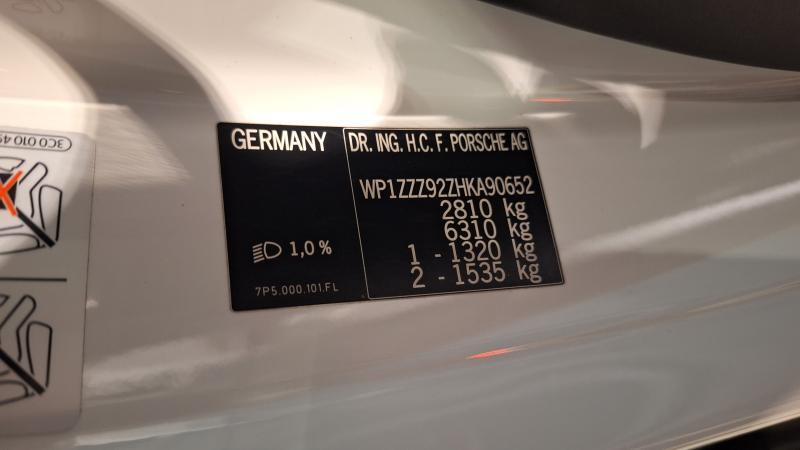 GERMANY
DR. ING. H.C. F. PORSCHE AG
WP1ZZZ92ZHKA90652
2810 kg
6310 kg
1 - 1320 kg
2 - 1535 kg
1,0 %
7P5.000.101.FL
3C0 010